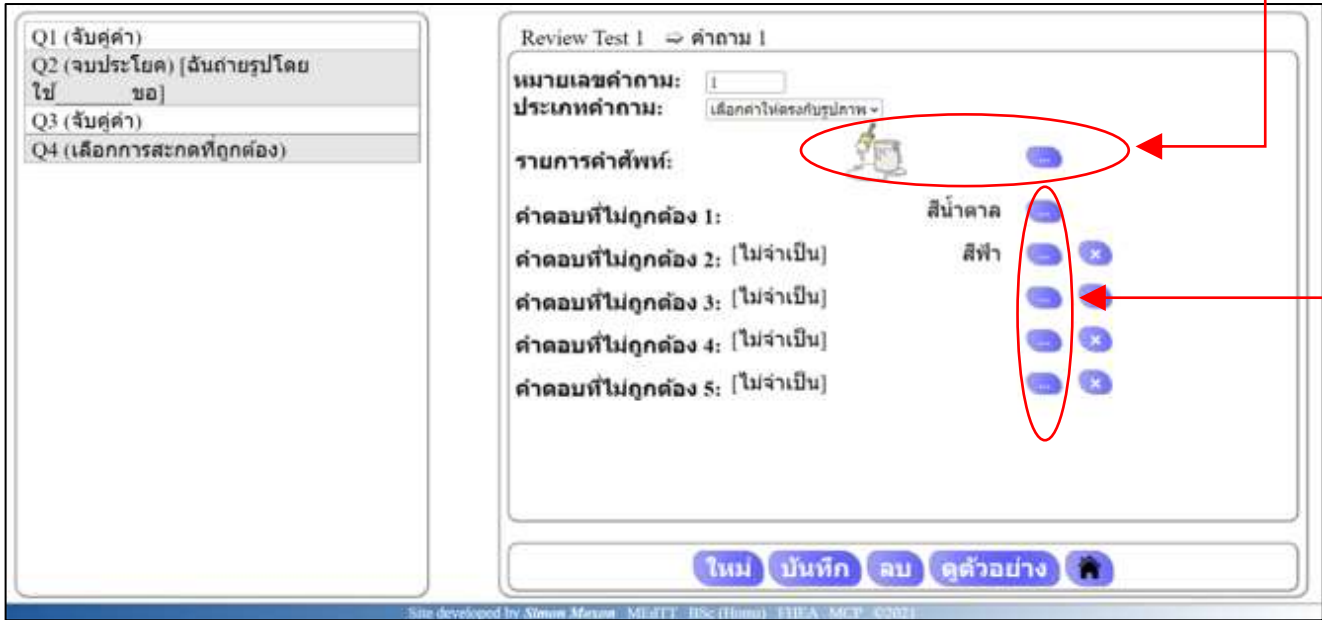 Q1 (จับคู่คำ)
Q2 (จบประโยค) [ฉันถ่ายรูปโดย
ใช้________ขอ]
Q3 (จับคู่คำ)
Q4 (เลือกการสะกดที่ถูกต้อง)
Review Test 1 ⇨ คำถาม 1
หมายเลขคำถาม: 1
ประเภทคำถาม: เลือกคำให้ตรงกับรูปภาพ
รายการคำศัพท์: ...
คำตอบที่ไม่ถูกต้อง 1: สีน้ำตาล ...
คำตอบที่ไม่ถูกต้อง 2: [ไม่จำเป็น] สีฟ้า ... ×
คำตอบที่ไม่ถูกต้อง 3: [ไม่จำเป็น] ...
คำตอบที่ไม่ถูกต้อง 4: [ไม่จำเป็น] ... ×
คำตอบที่ไม่ถูกต้อง 5: [ไม่จำเป็น] ... ×
ใหม่ บันทึก ลบ ดูตัวอย่าง
Site developed by Simon Moxon MEdTT BSc (Hons) FHEA MCP ©2021